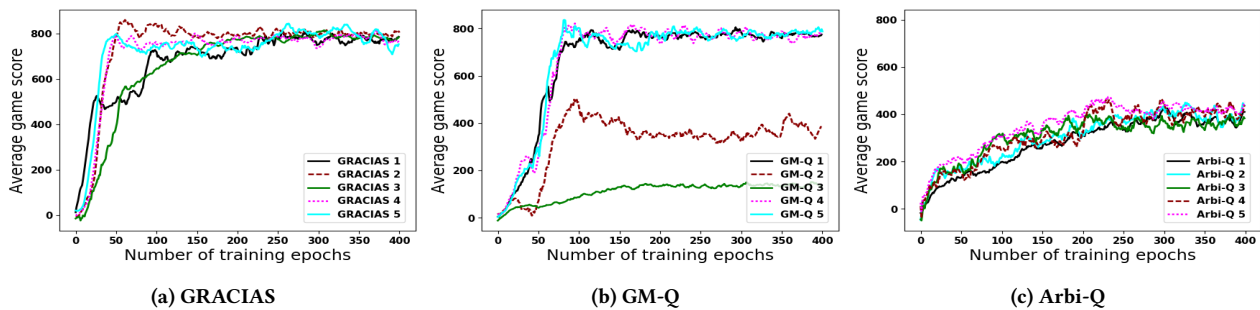 Average game score
800
600
400
200
0
GRACIAS 1
GRACIAS 2
GRACIAS 3
GRACIAS 4
GRACIAS 5
0 50 100 150 200 250 300 350 400
Number of training epochs
(a) GRACIAS
Average game score
800
600
400
200
0
GM-Q 1
GM-Q 2
GM-Q 3
GM-Q 4
GM-Q 5
0 50 100 150 200 250 300 350 400
Number of training epochs
(b) GM-Q
Average game score
800
600
400
200
0
Arbi-Q 1
Arbi-Q 2
Arbi-Q 3
Arbi-Q 4
Arbi-Q 5
0 50 100 150 200 250 300 350 400
Number of training epochs
(c) Arbi-Q